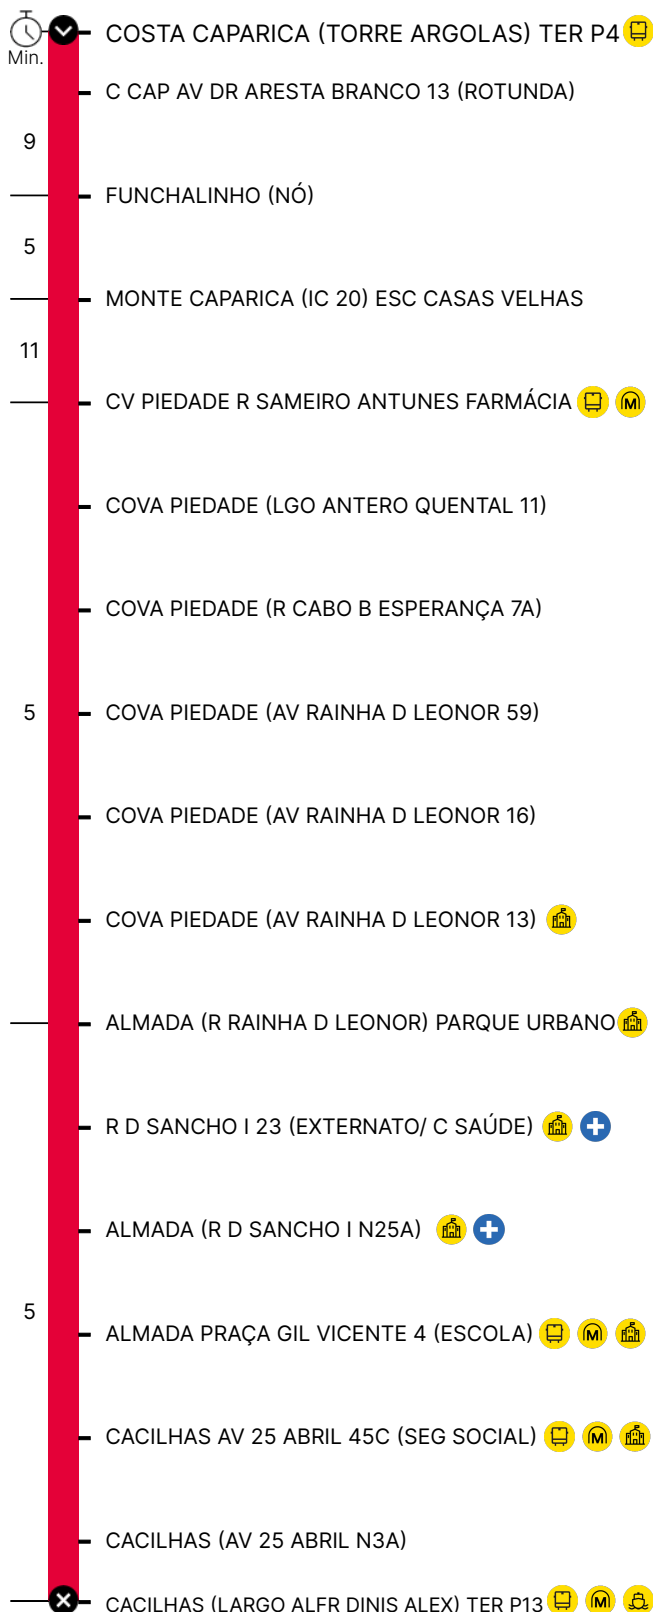 COSTA CAPARICA (TORRE ARGOLAS) TER P4
Min.
C CAP AV DR ARESTA BRANCO 13 (ROTUNDA)
9
FUNCHALINHO (NÓ)
5
MONTE CAPARICA (IC 20) ESC CASAS VELHAS
11
CV PIEDADE R SAMEIRO ANTUNES FARMÁCIA M
COVA PIEDADE (LGO ANTERO QUENTAL 11)
COVA PIEDADE (R CABO B ESPERANÇA 7A)
5 COVA PIEDADE (AV RAINHA D LEONOR 59)
COVA PIEDADE (AV RAINHA D LEONOR 16)
COVA PIEDADE (AV RAINHA D LEONOR 13)
ALMADA (R RAINHA D LEONOR) PARQUE URBANO
R D SANCHO I 23 (EXTERNATO/ C SAÚDE)
ALMADA (R D SANCHO I N25A)
5
ALMADA PRAÇA GIL VICENTE 4 (ESCOLA) M
CACILHAS AV 25 ABRIL 45C (SEG SOCIAL) M
CACILHAS (AV 25 ABRIL N3A)
CACILHAS (LARGO ALFR DINIS ALEX) TER P13 M